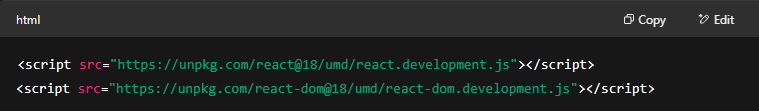 html Copy Edit
<script src="https://unpkg.com/react@18/umd/react.development.js"></script>
<script src="https://unpkg.com/react-dom@18/umd/react-dom.development.js"></script>